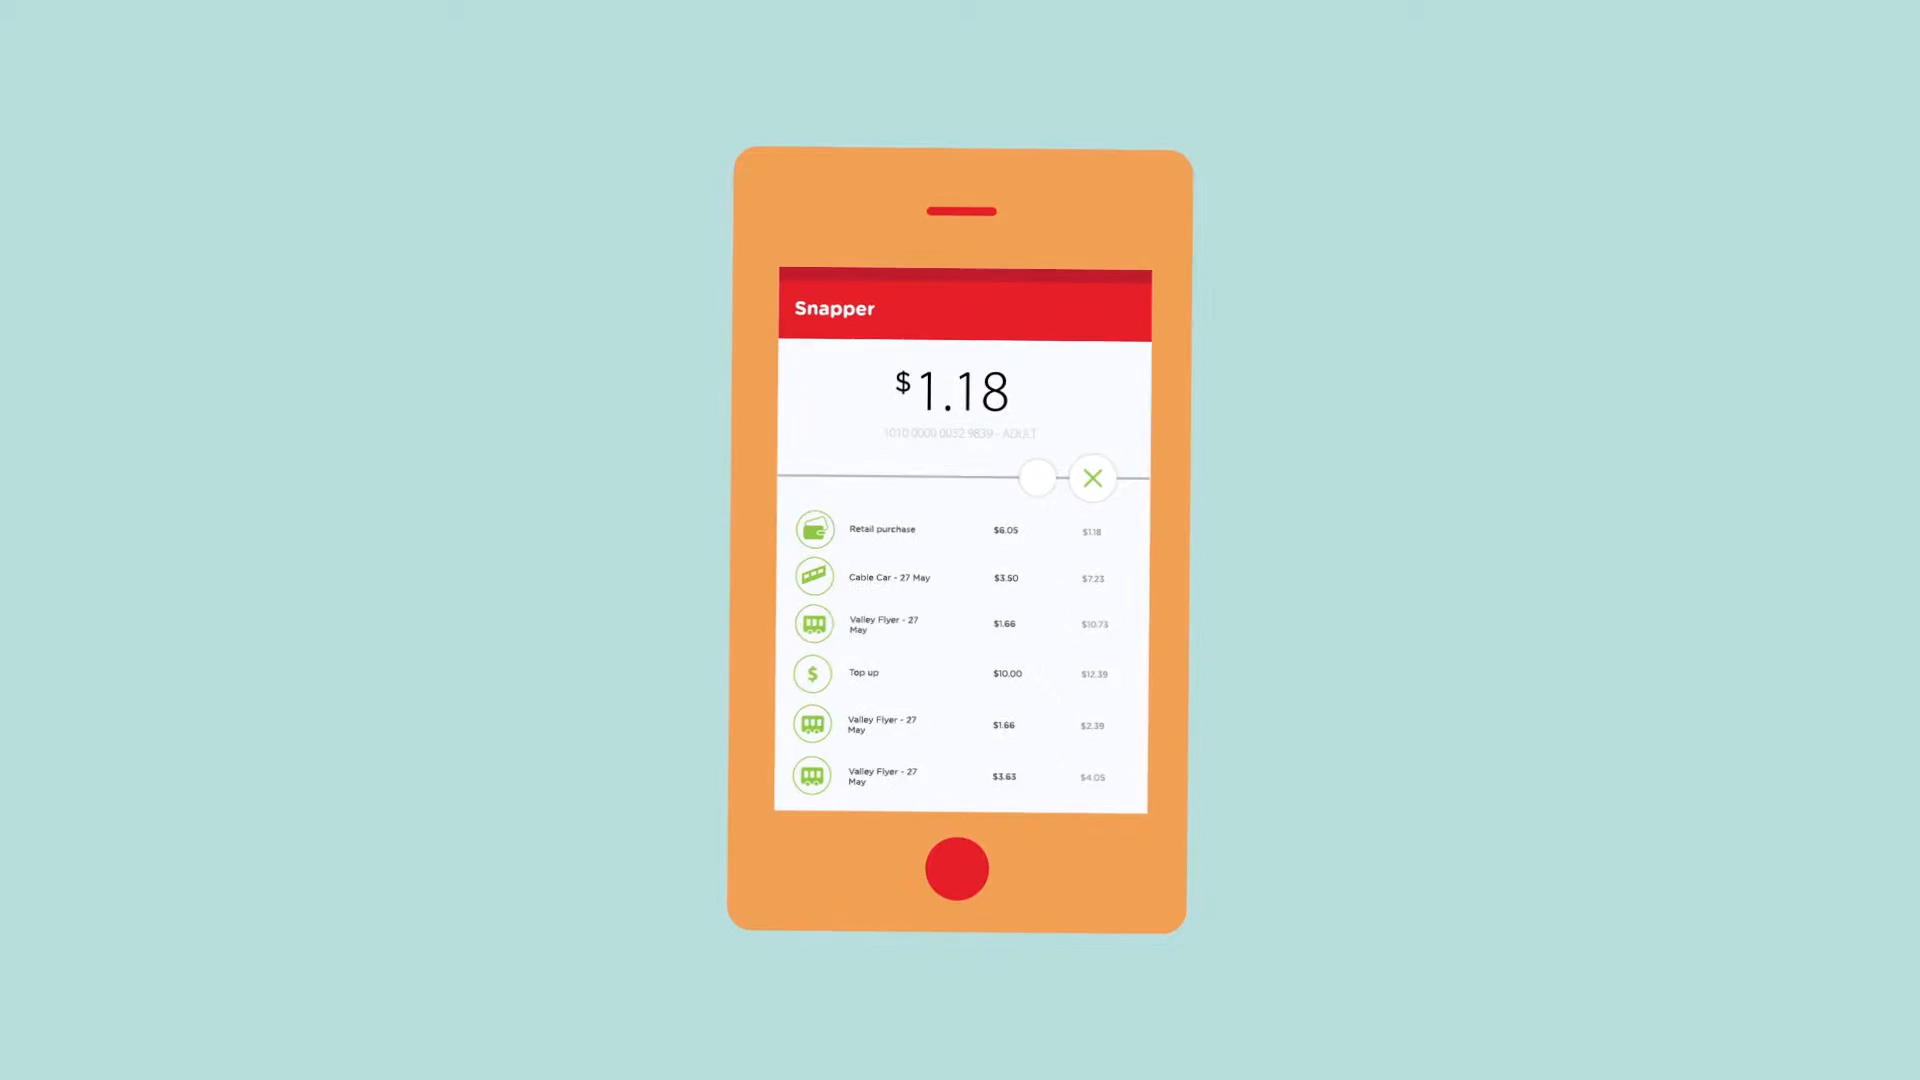 Snapper
$1.18
1010 0000 0032 9839 - ADULT
Retail purchase $6.05 $1.18
Cable Car - 27 May $3.50 $7.23
Valley Flyer - 27
May $1.66 $10.73
Top up $10.00 $12.39
Valley Flyer - 27
May $1.66 $2.39
Valley Flyer - 27
May $3.63 $4.05